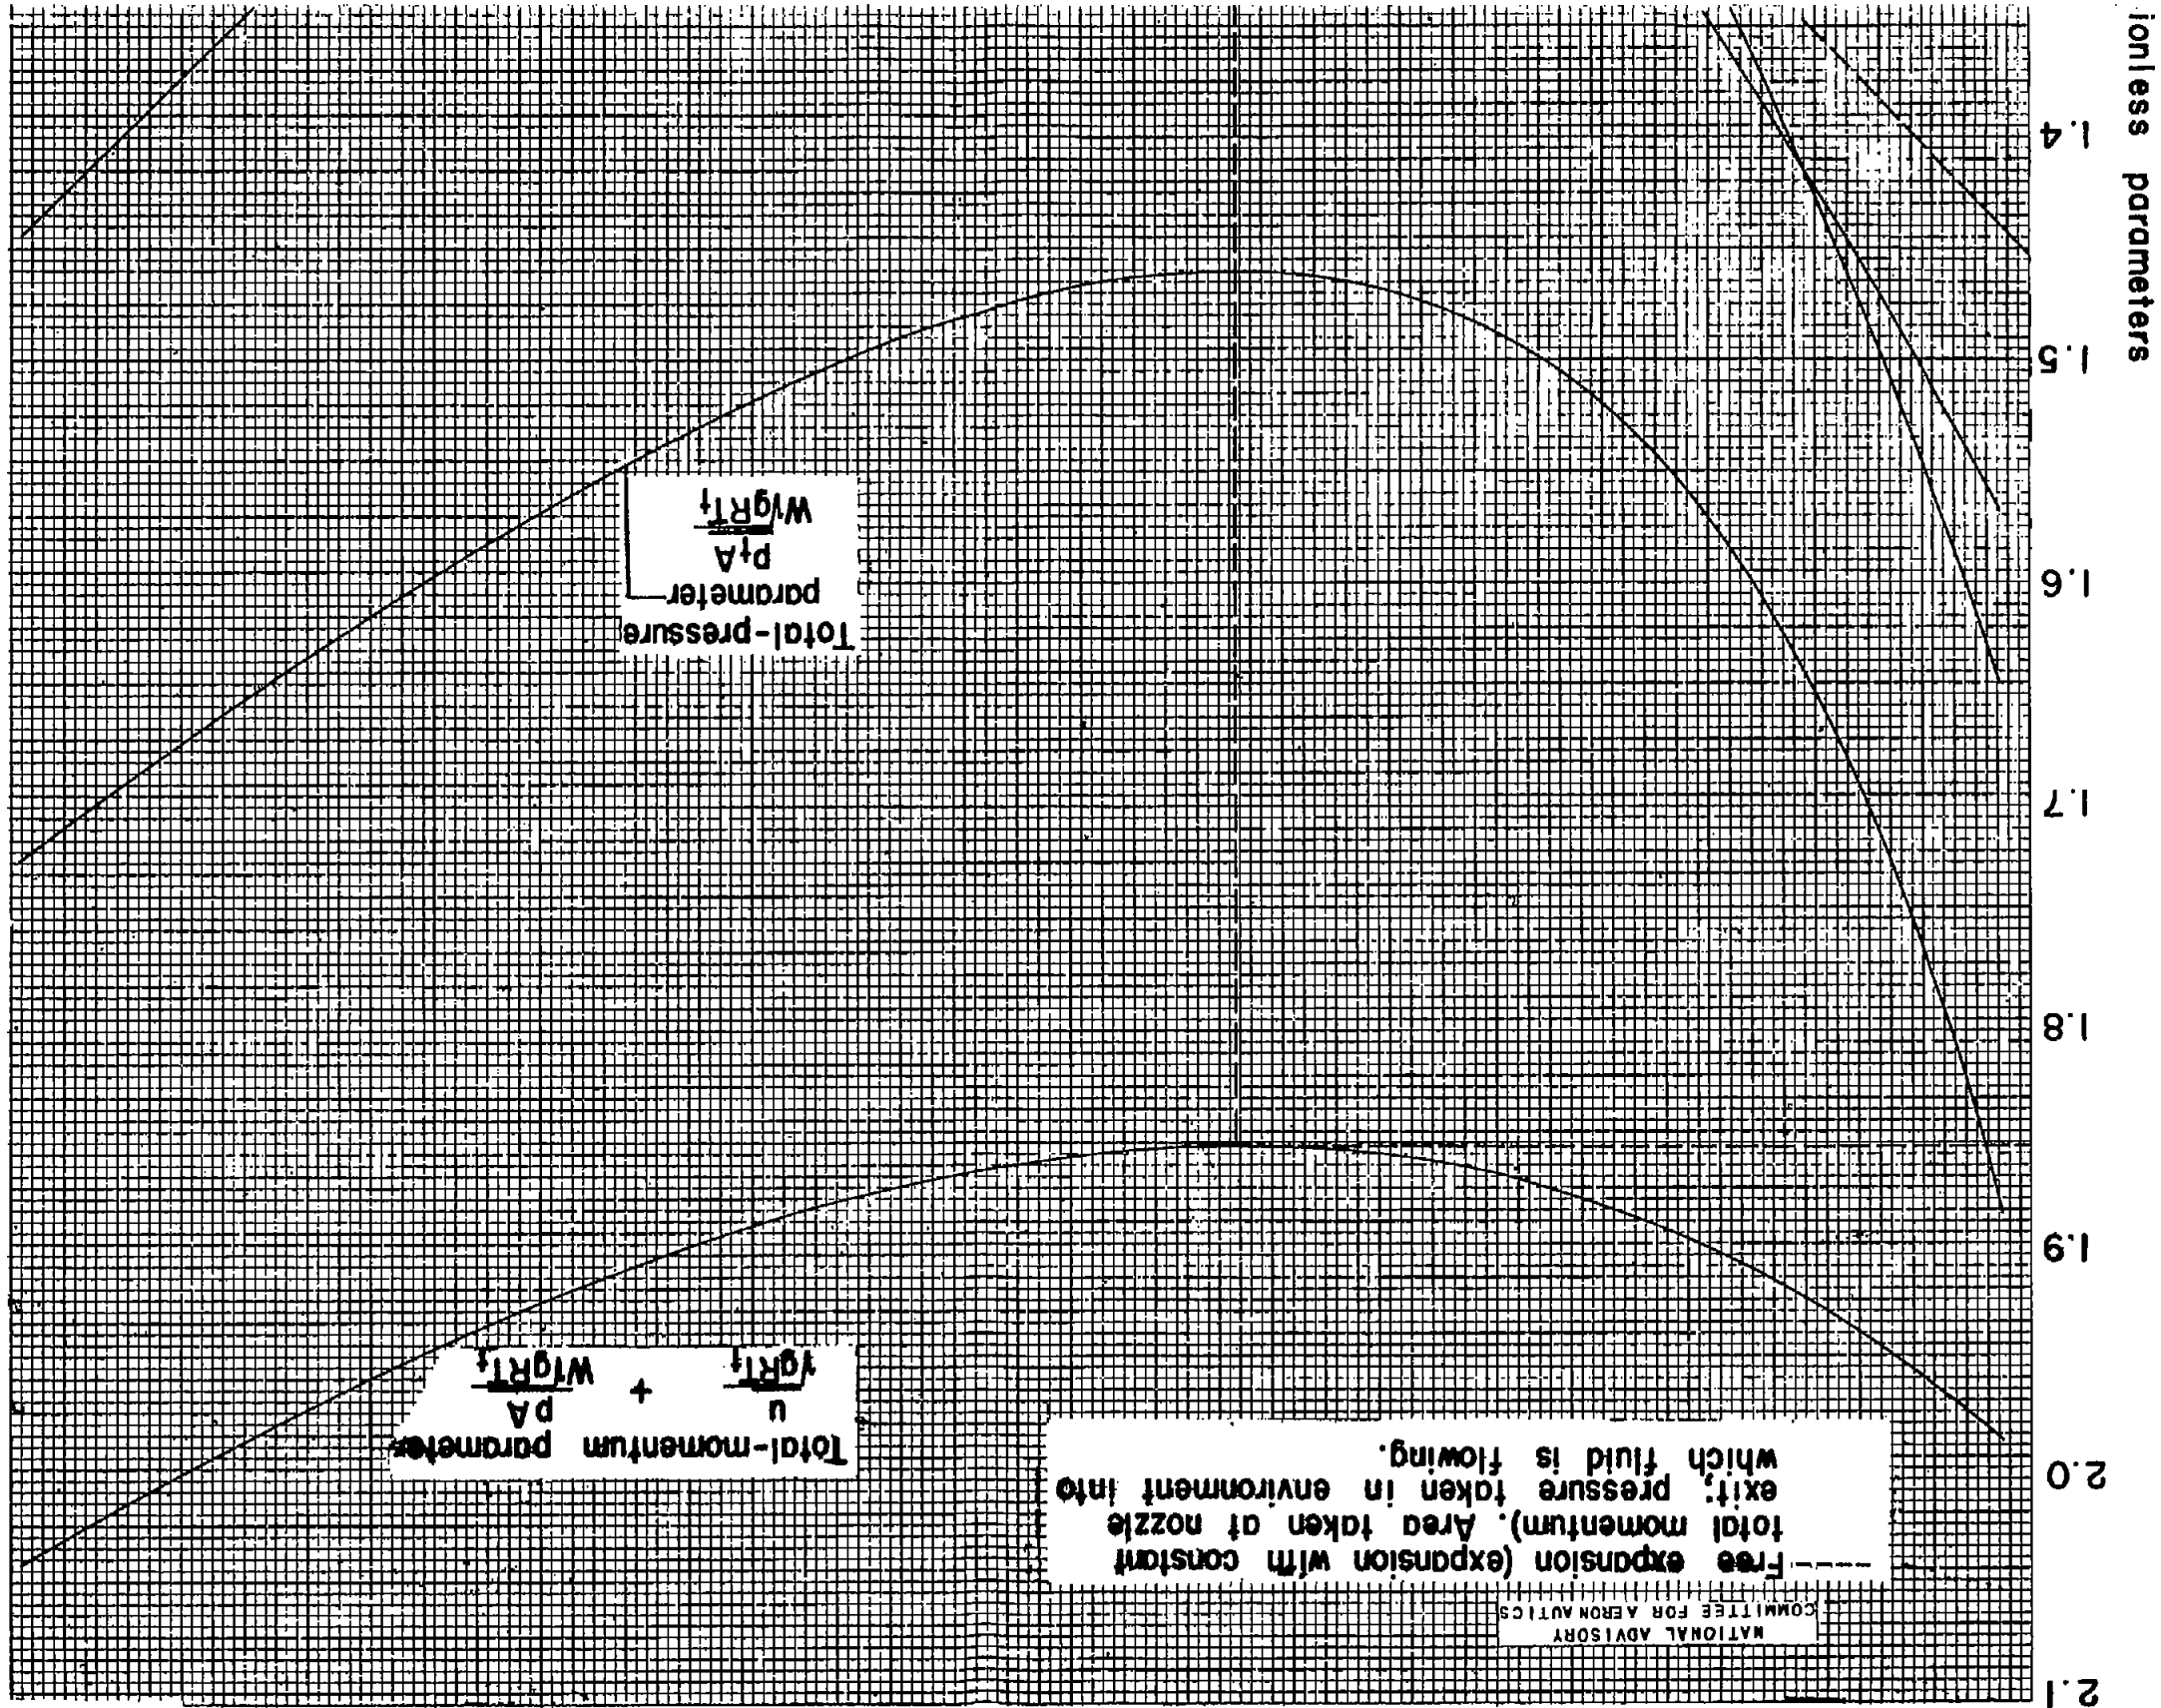 2.1
NATIONAL ADVISORY
COMMITTEE FOR AERONAUTICS
Free expansion (expansion with constant
total momentum). Area taken at nozzle
exit; pressure taken in environment into
which fluid is flowing.
2.0
Total-momentum parameter
u/√gRTₜ + pA/W√gRTₜ
1.9
1.8
1.7
Total-pressure
parameter
pₜA/W√gRTₜ
1.6
1.5
1.4
ionless parameters